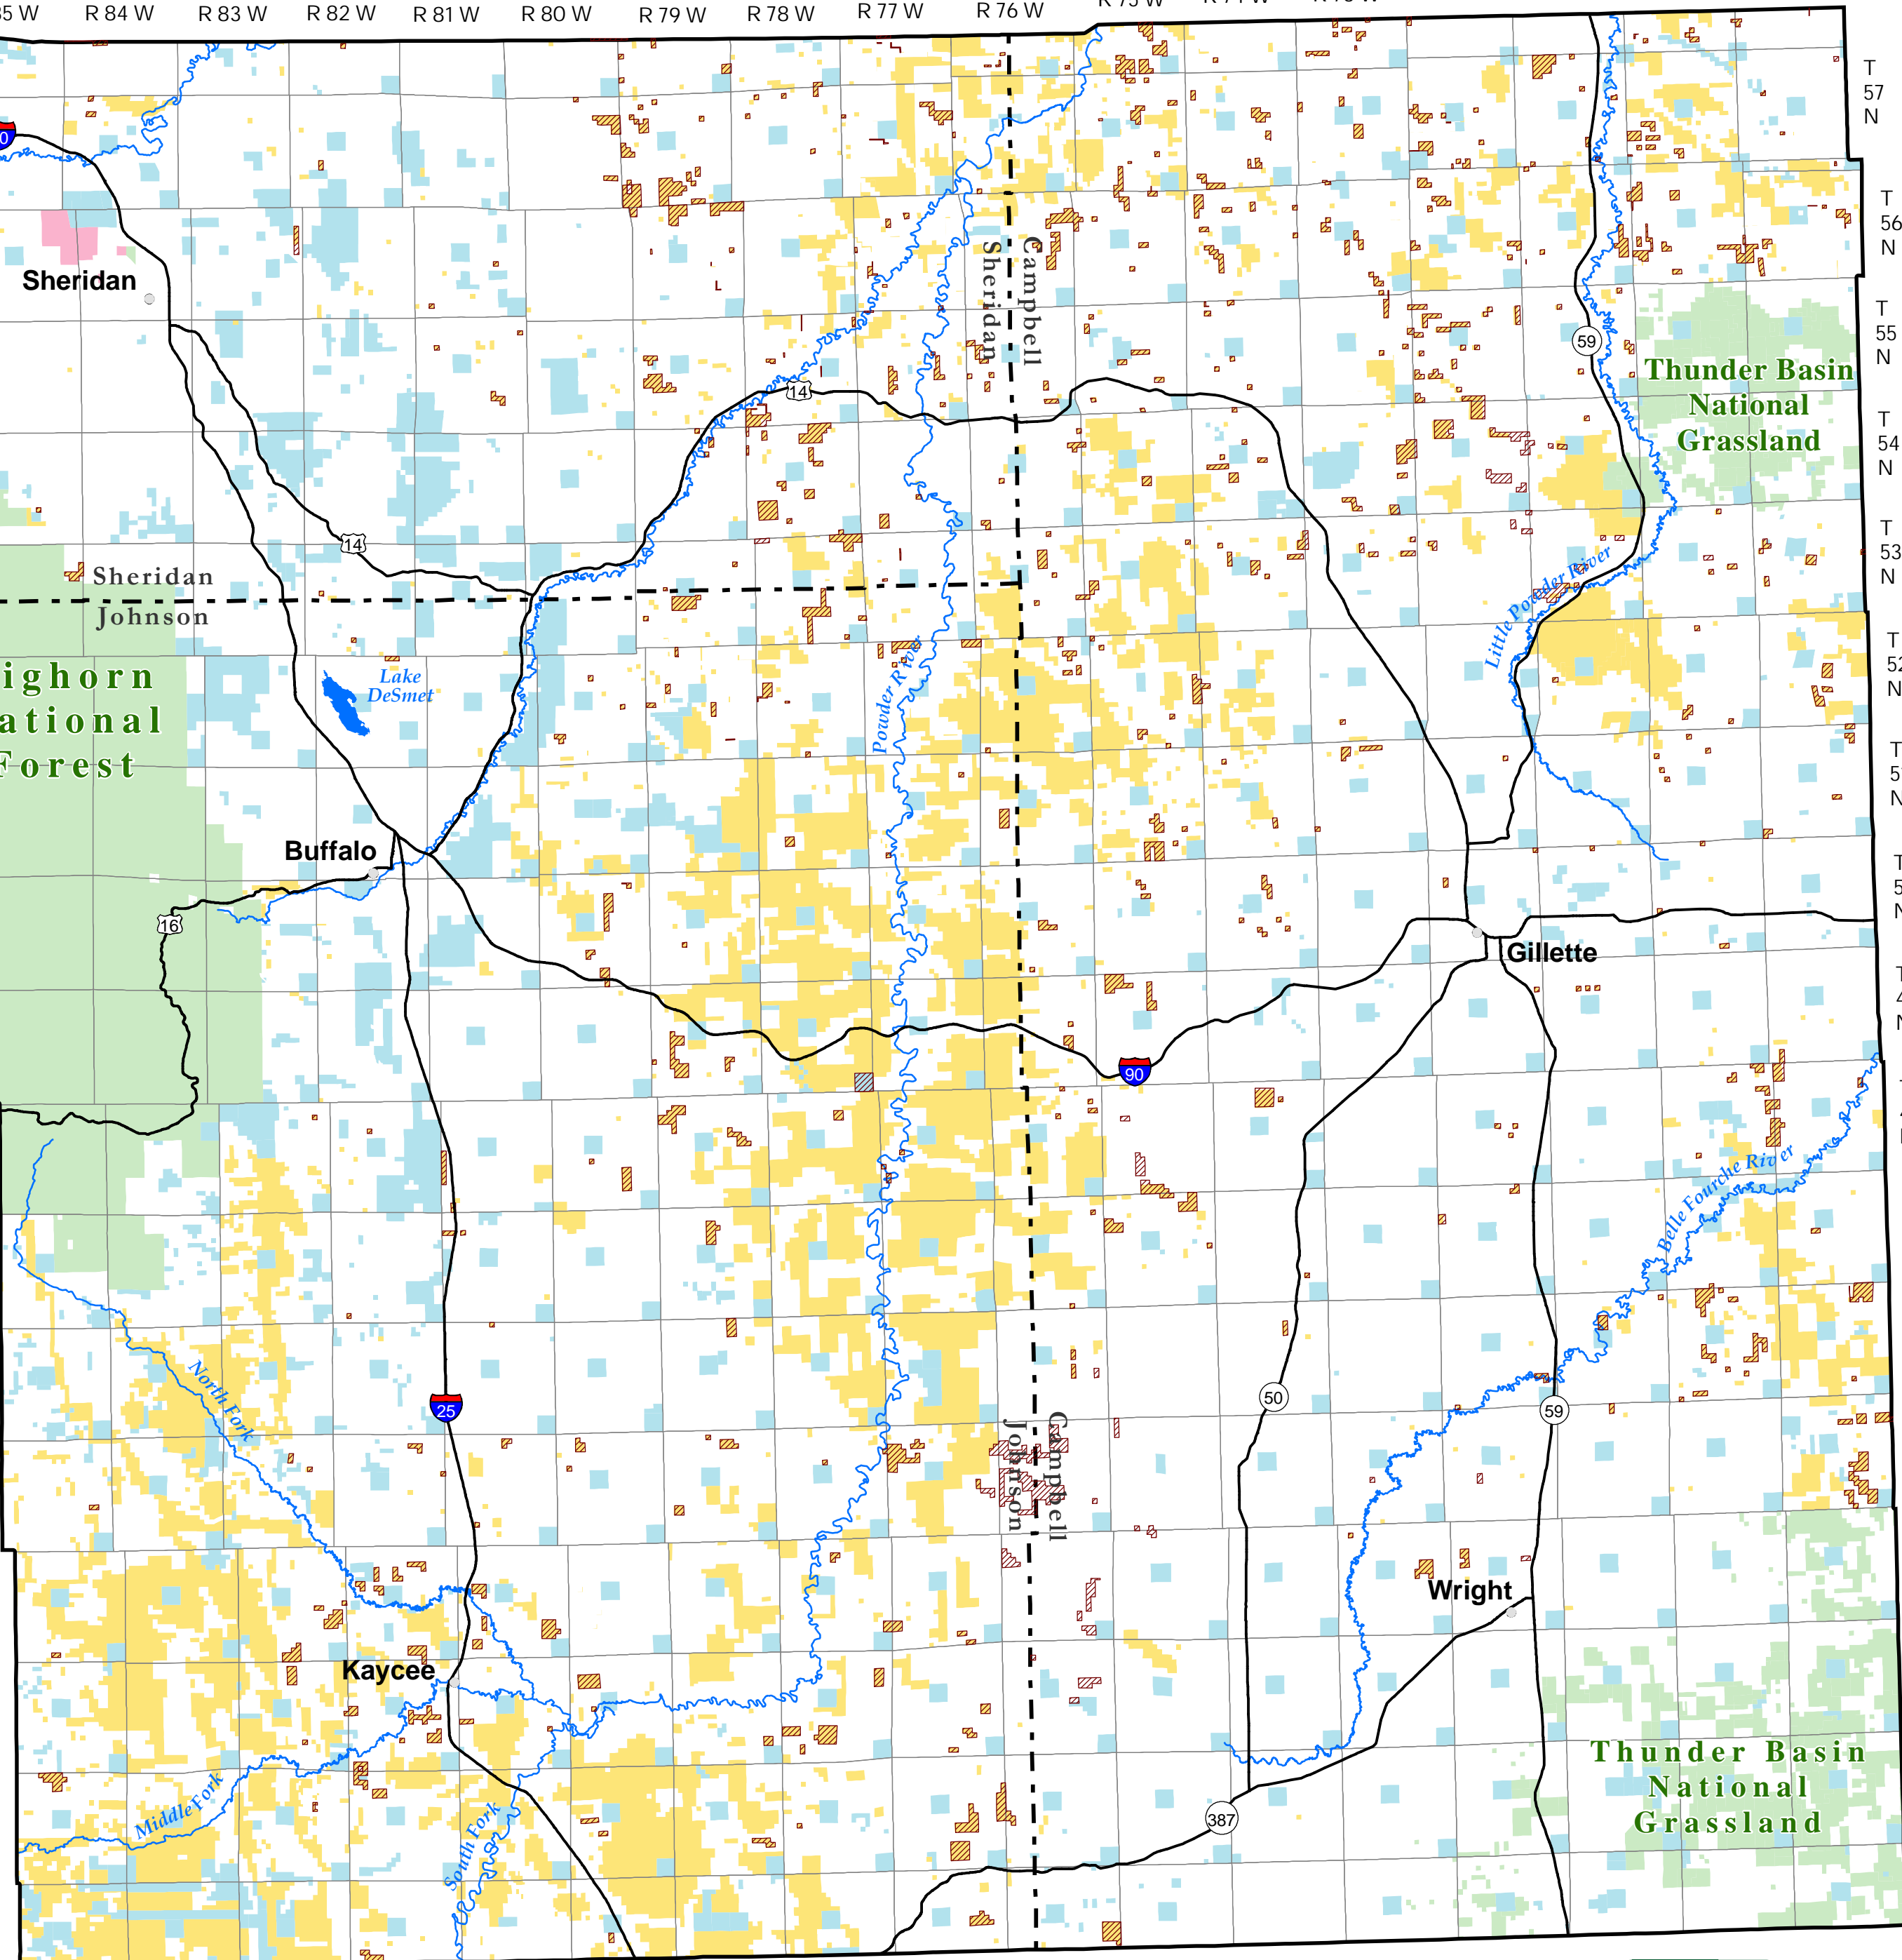 R 84 W
R 83 W
R 82 W
R 81 W
R 80 W
R 79 W
R 78 W
R 77 W
R 76 W
T
57
N
T
56
N
Sheridan
Campbell
Sheridan
T
55
N
59
Thunder Basin
National
Grassland
14
T
54
N
14
T
53
N
Sheridan
Johnson
Little Powder River
T
N
Lake
DeSmet
Powder River
Forest
Buffalo
16
Gillette
90
Belle Fourche River
North Fork
25
50
59
Campbell
Johnson
Wright
Kaycee
Thunder Basin
National
Grassland
Middle Fork
South Fork
387